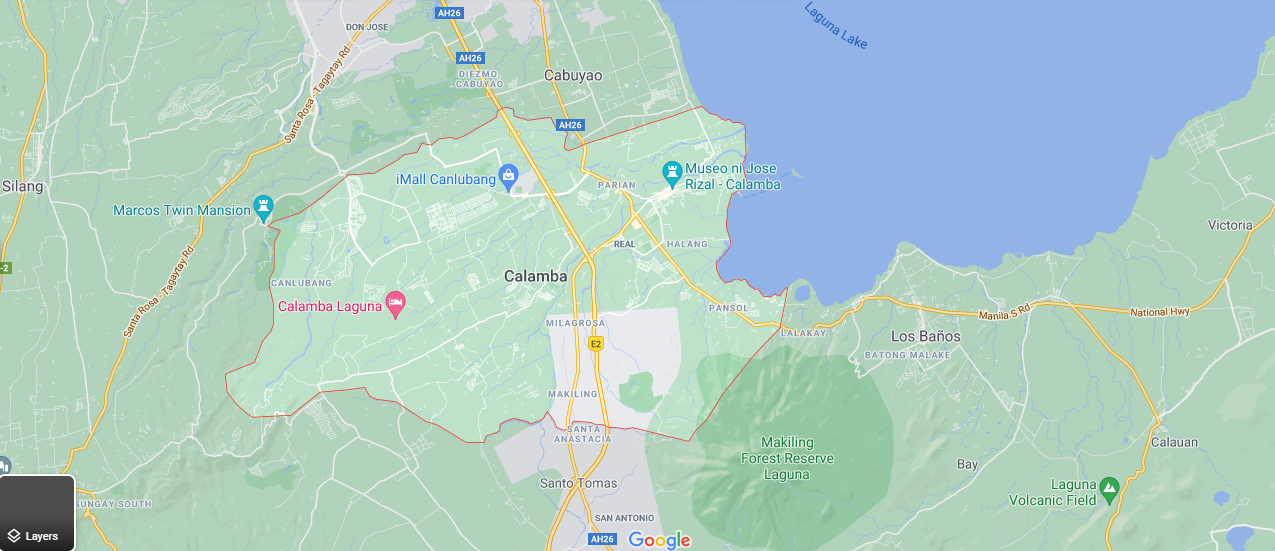 AH26
Laguna Lake
DON JOSE
AH26
DIEZMO
CABUYAO
Cabuyao
Santa Rosa - Tagaytay Rd
AH26
iMall Canlubang
Museo ni Jose
Rizal - Calamba
PARIAN
Silang
Marcos Twin Mansion
Victoria
REAL
HALANG
-2
Santa Rosa - Tagaytay Rd
Calamba
CANLUBANG
Calamba Laguna
PANSOL
Manila S Rd
National Hwy
MILAGROSA
LALAKAY
Los Baños
E2
BATONG MALAKE
MAKILING
SANTA
ANASTACIA
Makiling
Forest Reserve
Laguna
Calauan
Bay
Santo Tomas
Laguna
Volcanic Field
SUNGAY SOUTH
SAN ANTONIO
Layers
AH26
Google